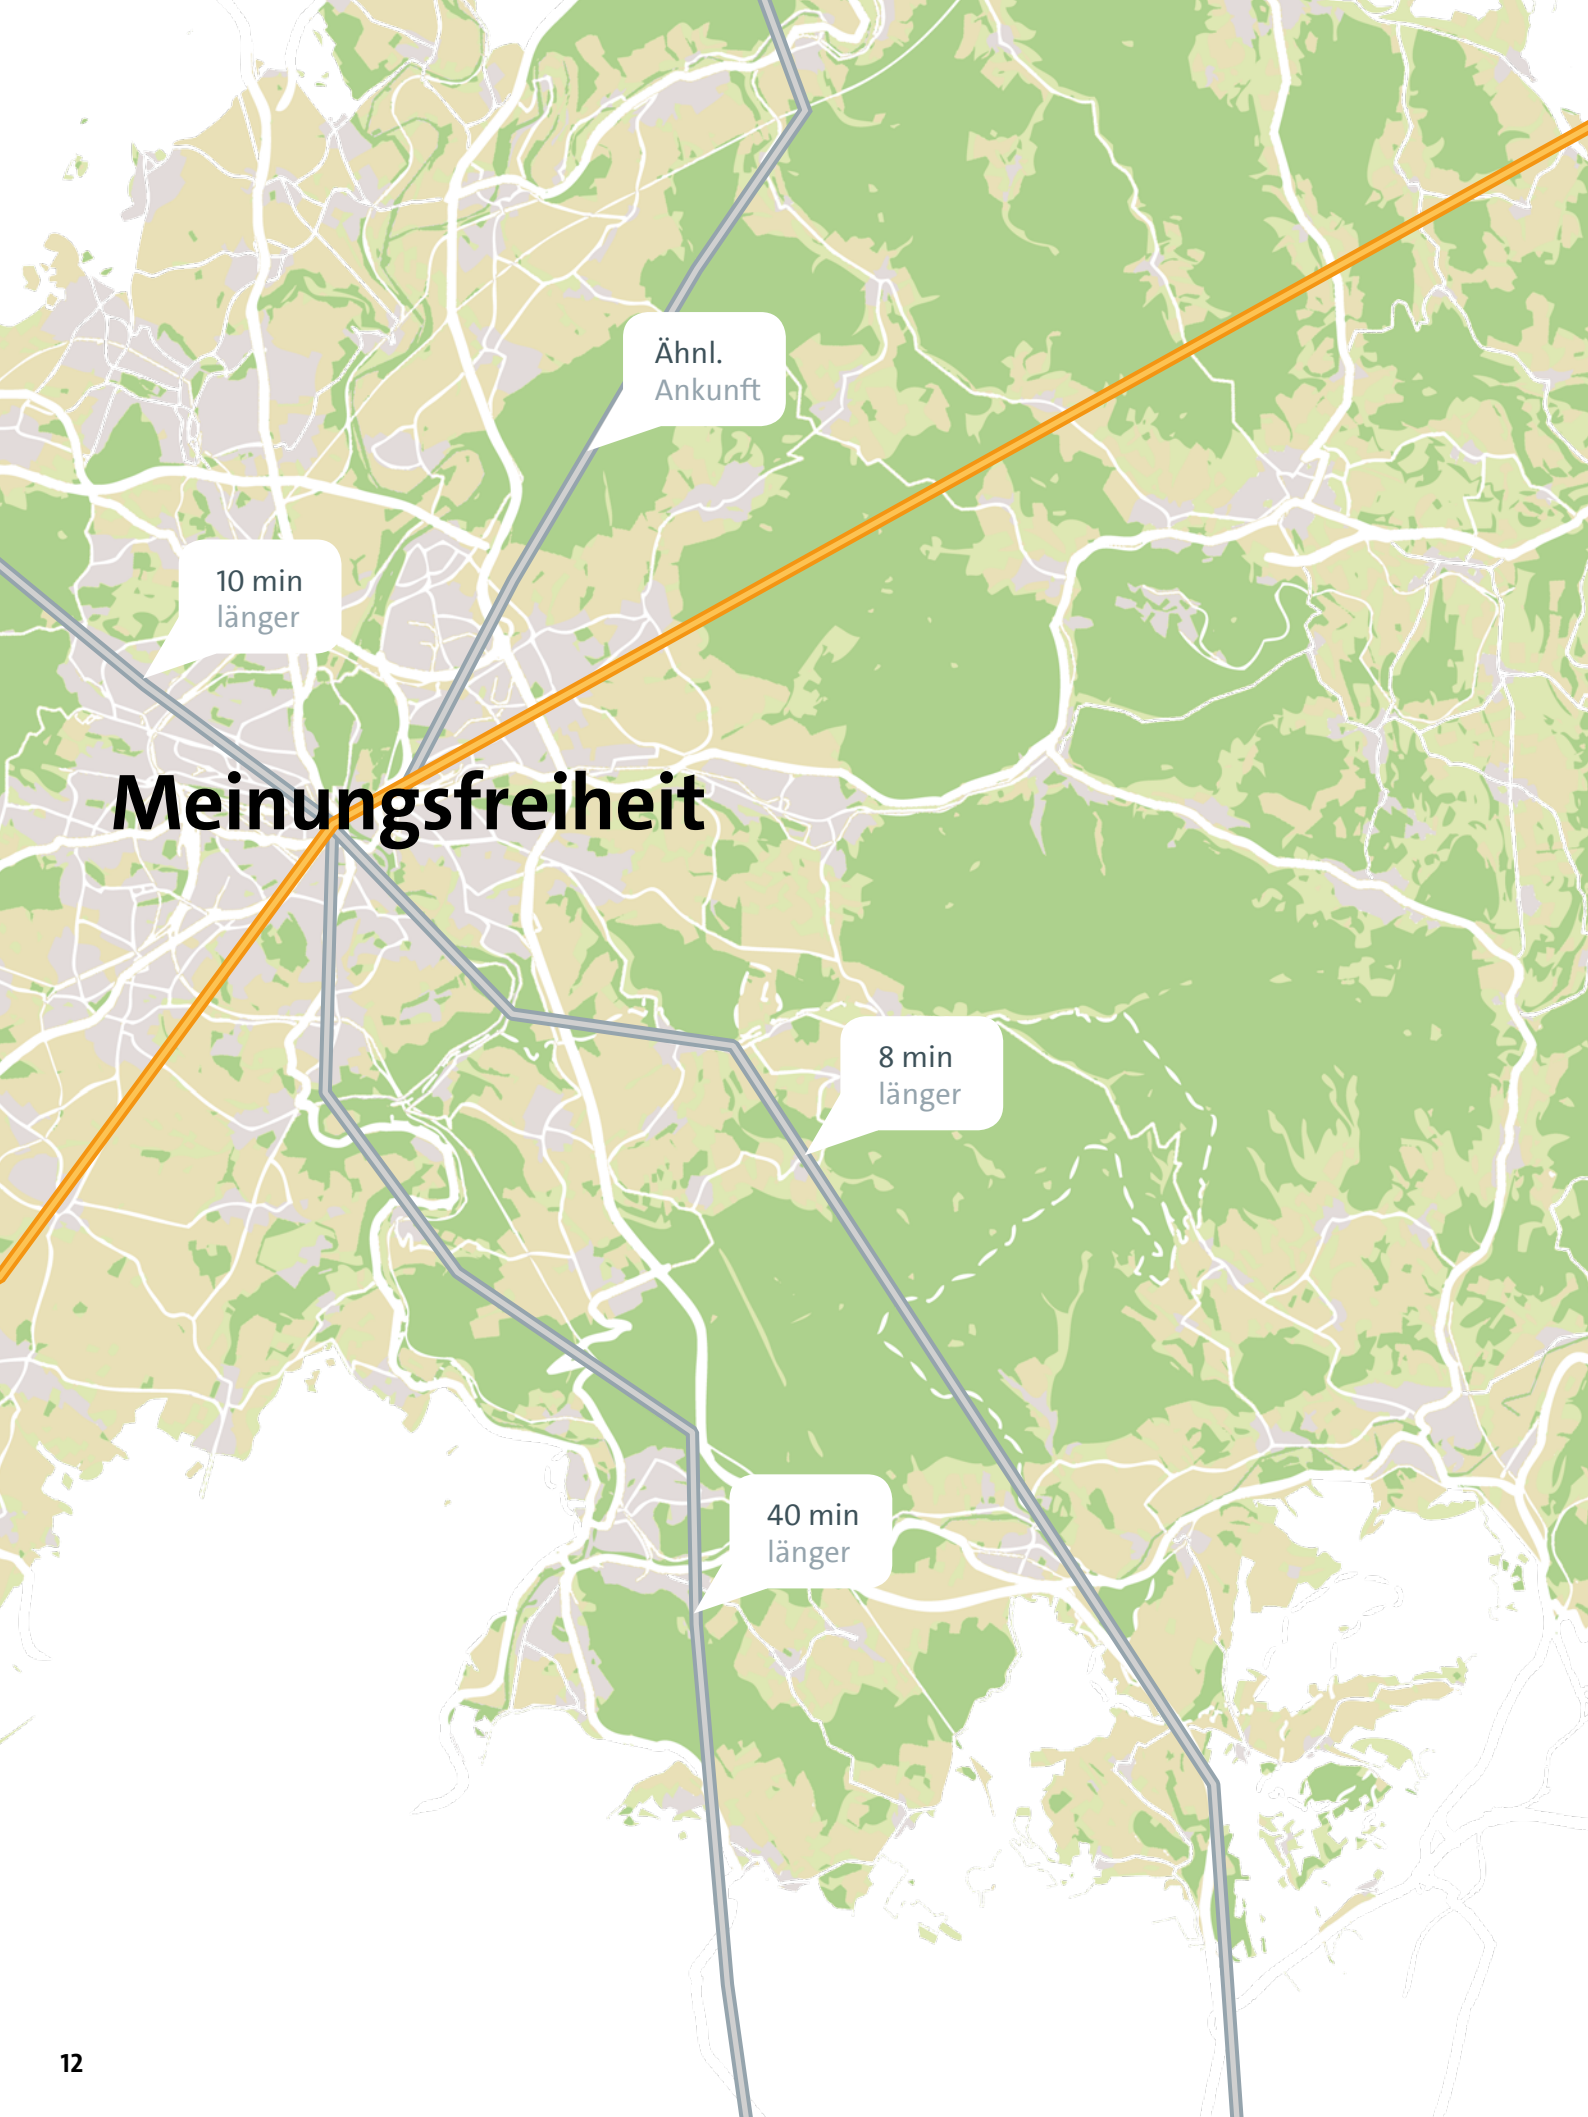 Ähnl.
Ankunft
10 min
länger
Meinungsfreiheit
8 min
länger
40 min
länger
12